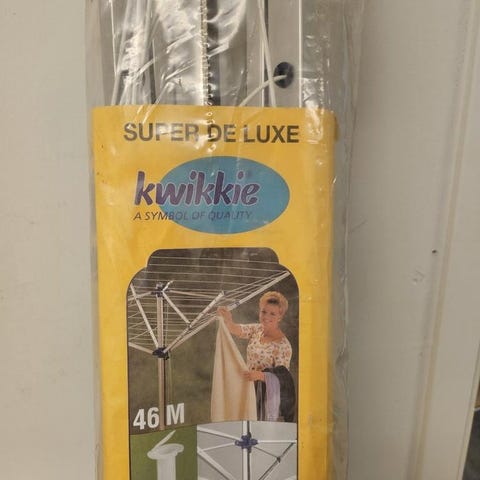 SUPER DE LUXE
kwikkie
A SYMBOL OF QUALITY
46 M